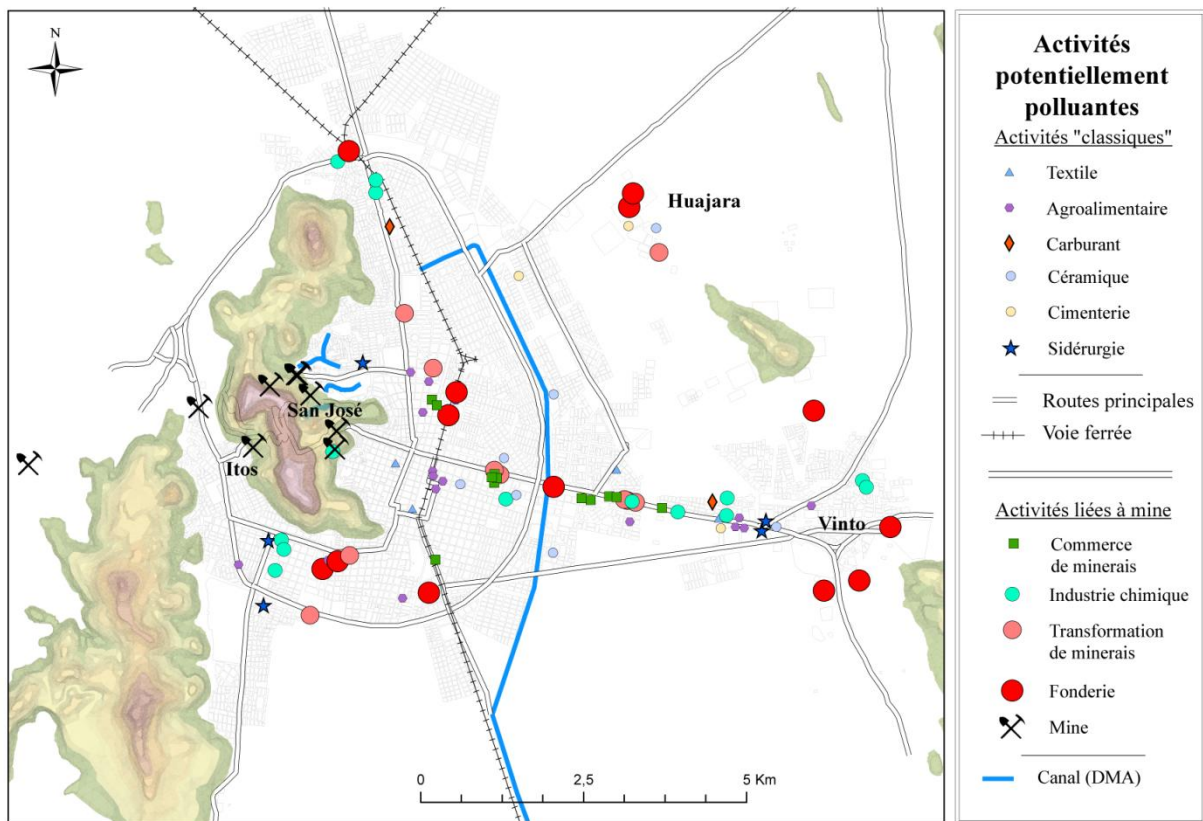 N
Huajara
San José
Itos
Vinto
0
2,5
5 Km
Activités
potentiellement
polluantes
Activités "classiques"
Textile
Agroalimentaire
Carburant
Céramique
Cimenterie
Sidérurgie
Routes principales
Voie ferrée
Activités liées à mine
Commerce
de minerais
Industrie chimique
Transformation
de minerais
Fonderie
Mine
Canal (DMA)